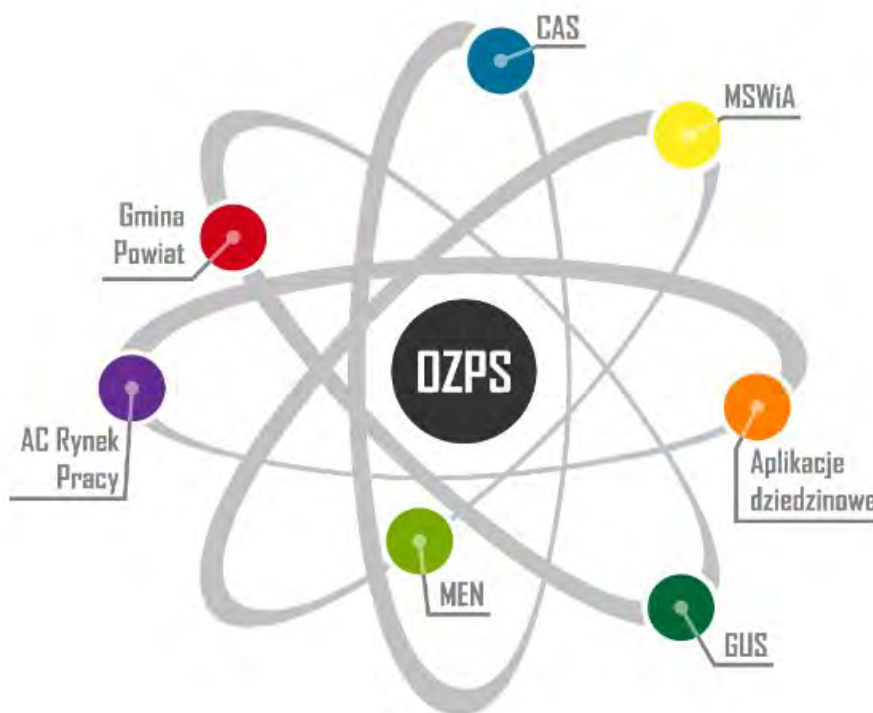 CAS
MSWiA
Gmina
Powiat
OZPS
AC Rynek
Pracy
Aplikacje
dziedzinowe
MEN
GUS